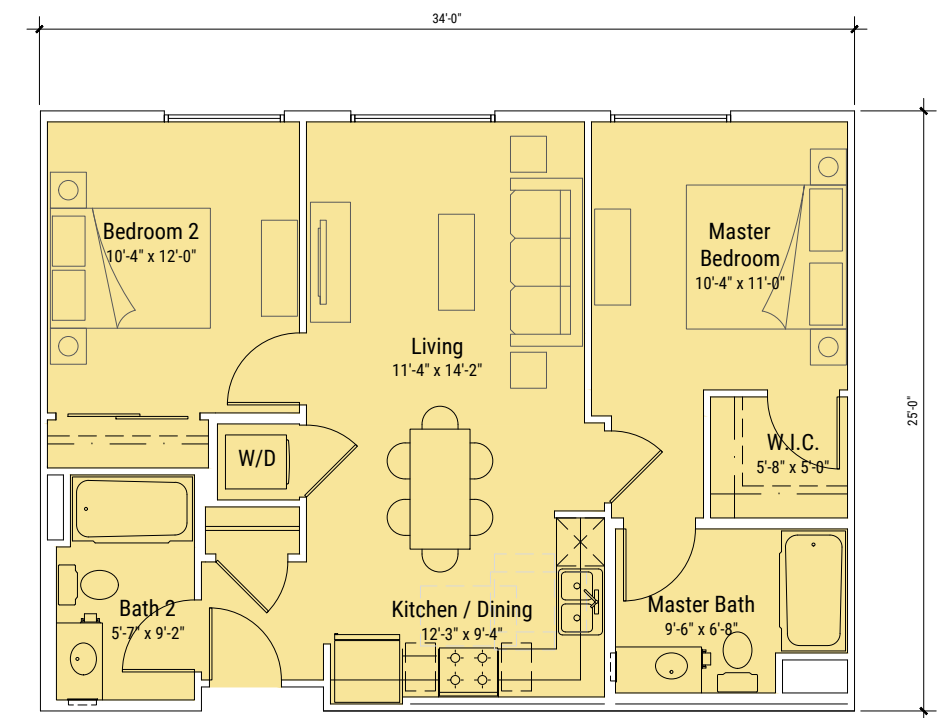 34'-0"
Bedroom 2
10'-4" x 12'-0"
Master
Bedroom
10'-4" x 11'-0"
Living
11'-4" x 14'-2"
25'-0"
W.I.C.
5'-8" x 5'-0"
W/D
Bath 2
5'-7" x 9'-2"
Kitchen / Dining
12'-3" x 9'-4"
Master Bath
9'-6" x 6'-8"